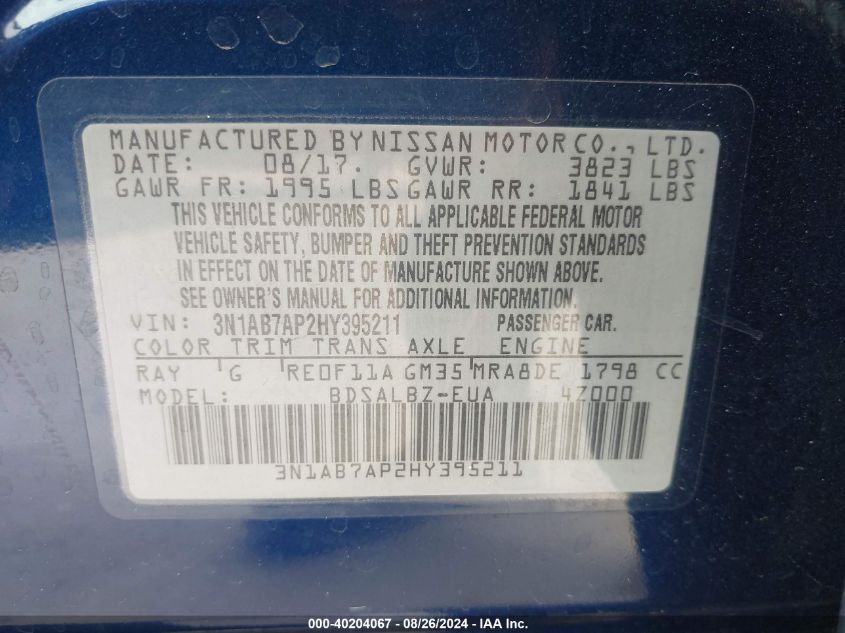 MANUFACTURED BY NISSAN MOTOR CO., LTD.
DATE: 08/17. GVWR: 3823 LBS
GAWR FR: 1995 LBS GAWR RR: 1841 LBS
THIS VEHICLE CONFORMS TO ALL APPLICABLE FEDERAL MOTOR
VEHICLE SAFETY, BUMPER AND THEFT PREVENTION STANDARDS
IN EFFECT ON THE DATE OF MANUFACTURE SHOWN ABOVE.
SEE OWNER'S MANUAL FOR ADDITIONAL INFORMATION.
VIN: 3N1AB7AP2HY395211 PASSENGER CAR.
COLOR TRIM TRANS AXLE ENGINE
RAY G RE0F11A GM35 MRA8DE 1798 CC
MODEL: BDSALBZ-EUA 4Z000
3N1AB7AP2HY395211
000-40204067 - 08/26/2024 - IAAI.COM